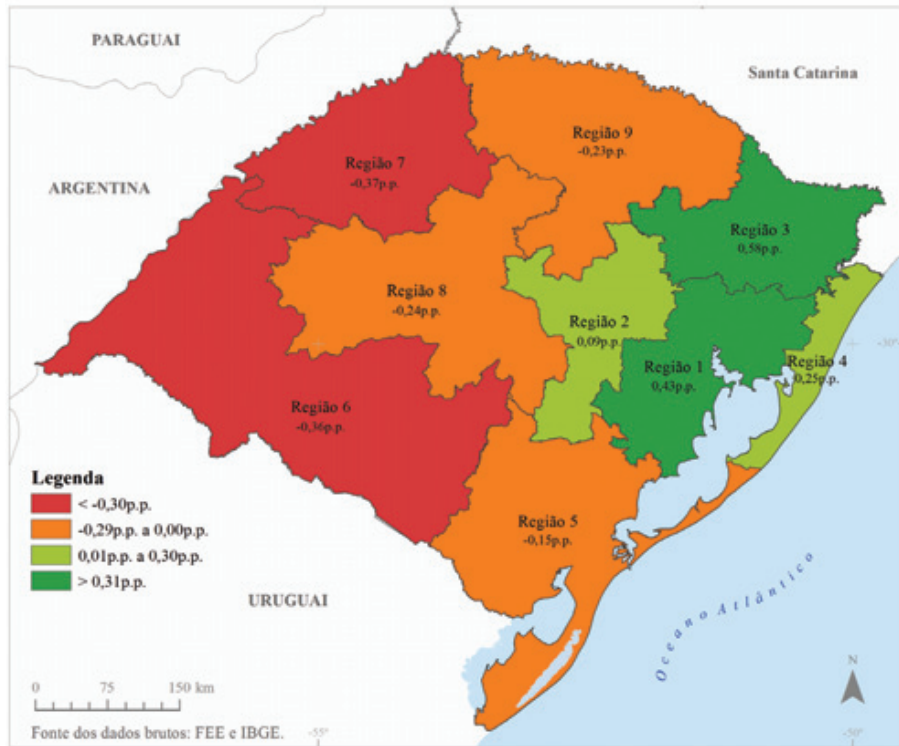 PARAGUAI
Santa Catarina
Região 9
-0,23p.p.
Região 7
-0,37p.p.
ARGENTINA
Região 3
0,58p.p.
Região 8
-0,24p.p.
Região 2
0,09p.p.
-30°
Região 4
0,25p.p.
Região 1
0,43p.p.
Região 6
-0,36p.p.
Legenda
< -0,30p.p.
-0,29p.p. a 0,00p.p.
0,01p.p. a 0,30p.p.
> 0,31p.p.
Região 5
-0,15p.p.
URUGUAI
Oceano Atlântico
N
0 75 150 km
Fonte dos dados brutos: FEE e IBGE.
-55°
-50°